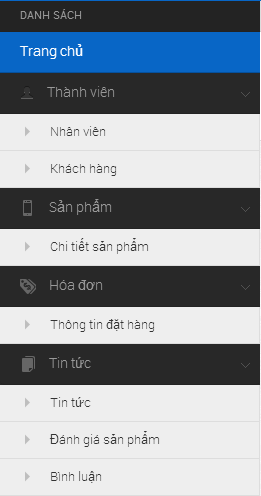 DANH SÁCH
Trang chủ
Thành viên
Nhân viên
Khách hàng
Sản phẩm
Chi tiết sản phẩm
Hóa đơn
Thông tin đặt hàng
Tin tức
Tin tức
Đánh giá sản phẩm
Bình luận